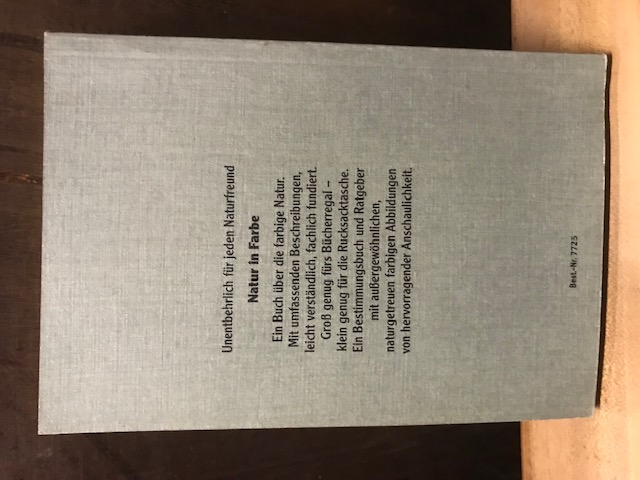 Unentbehrlich für jeden Naturfreund
Natur in Farbe
Ein Buch über die farbige Natur.
Mit umfassenden Beschreibungen,
leicht verständlich, fachlich fundiert.
Groß genug fürs Bücherregal –
klein genug für die Rucksacktasche.
Ein Bestimmungsbuch und Ratgeber
mit außergewöhnlichen,
naturgetreuen farbigen Abbildungen
von hervorragender Anschaulichkeit.
Best.-Nr. 7725